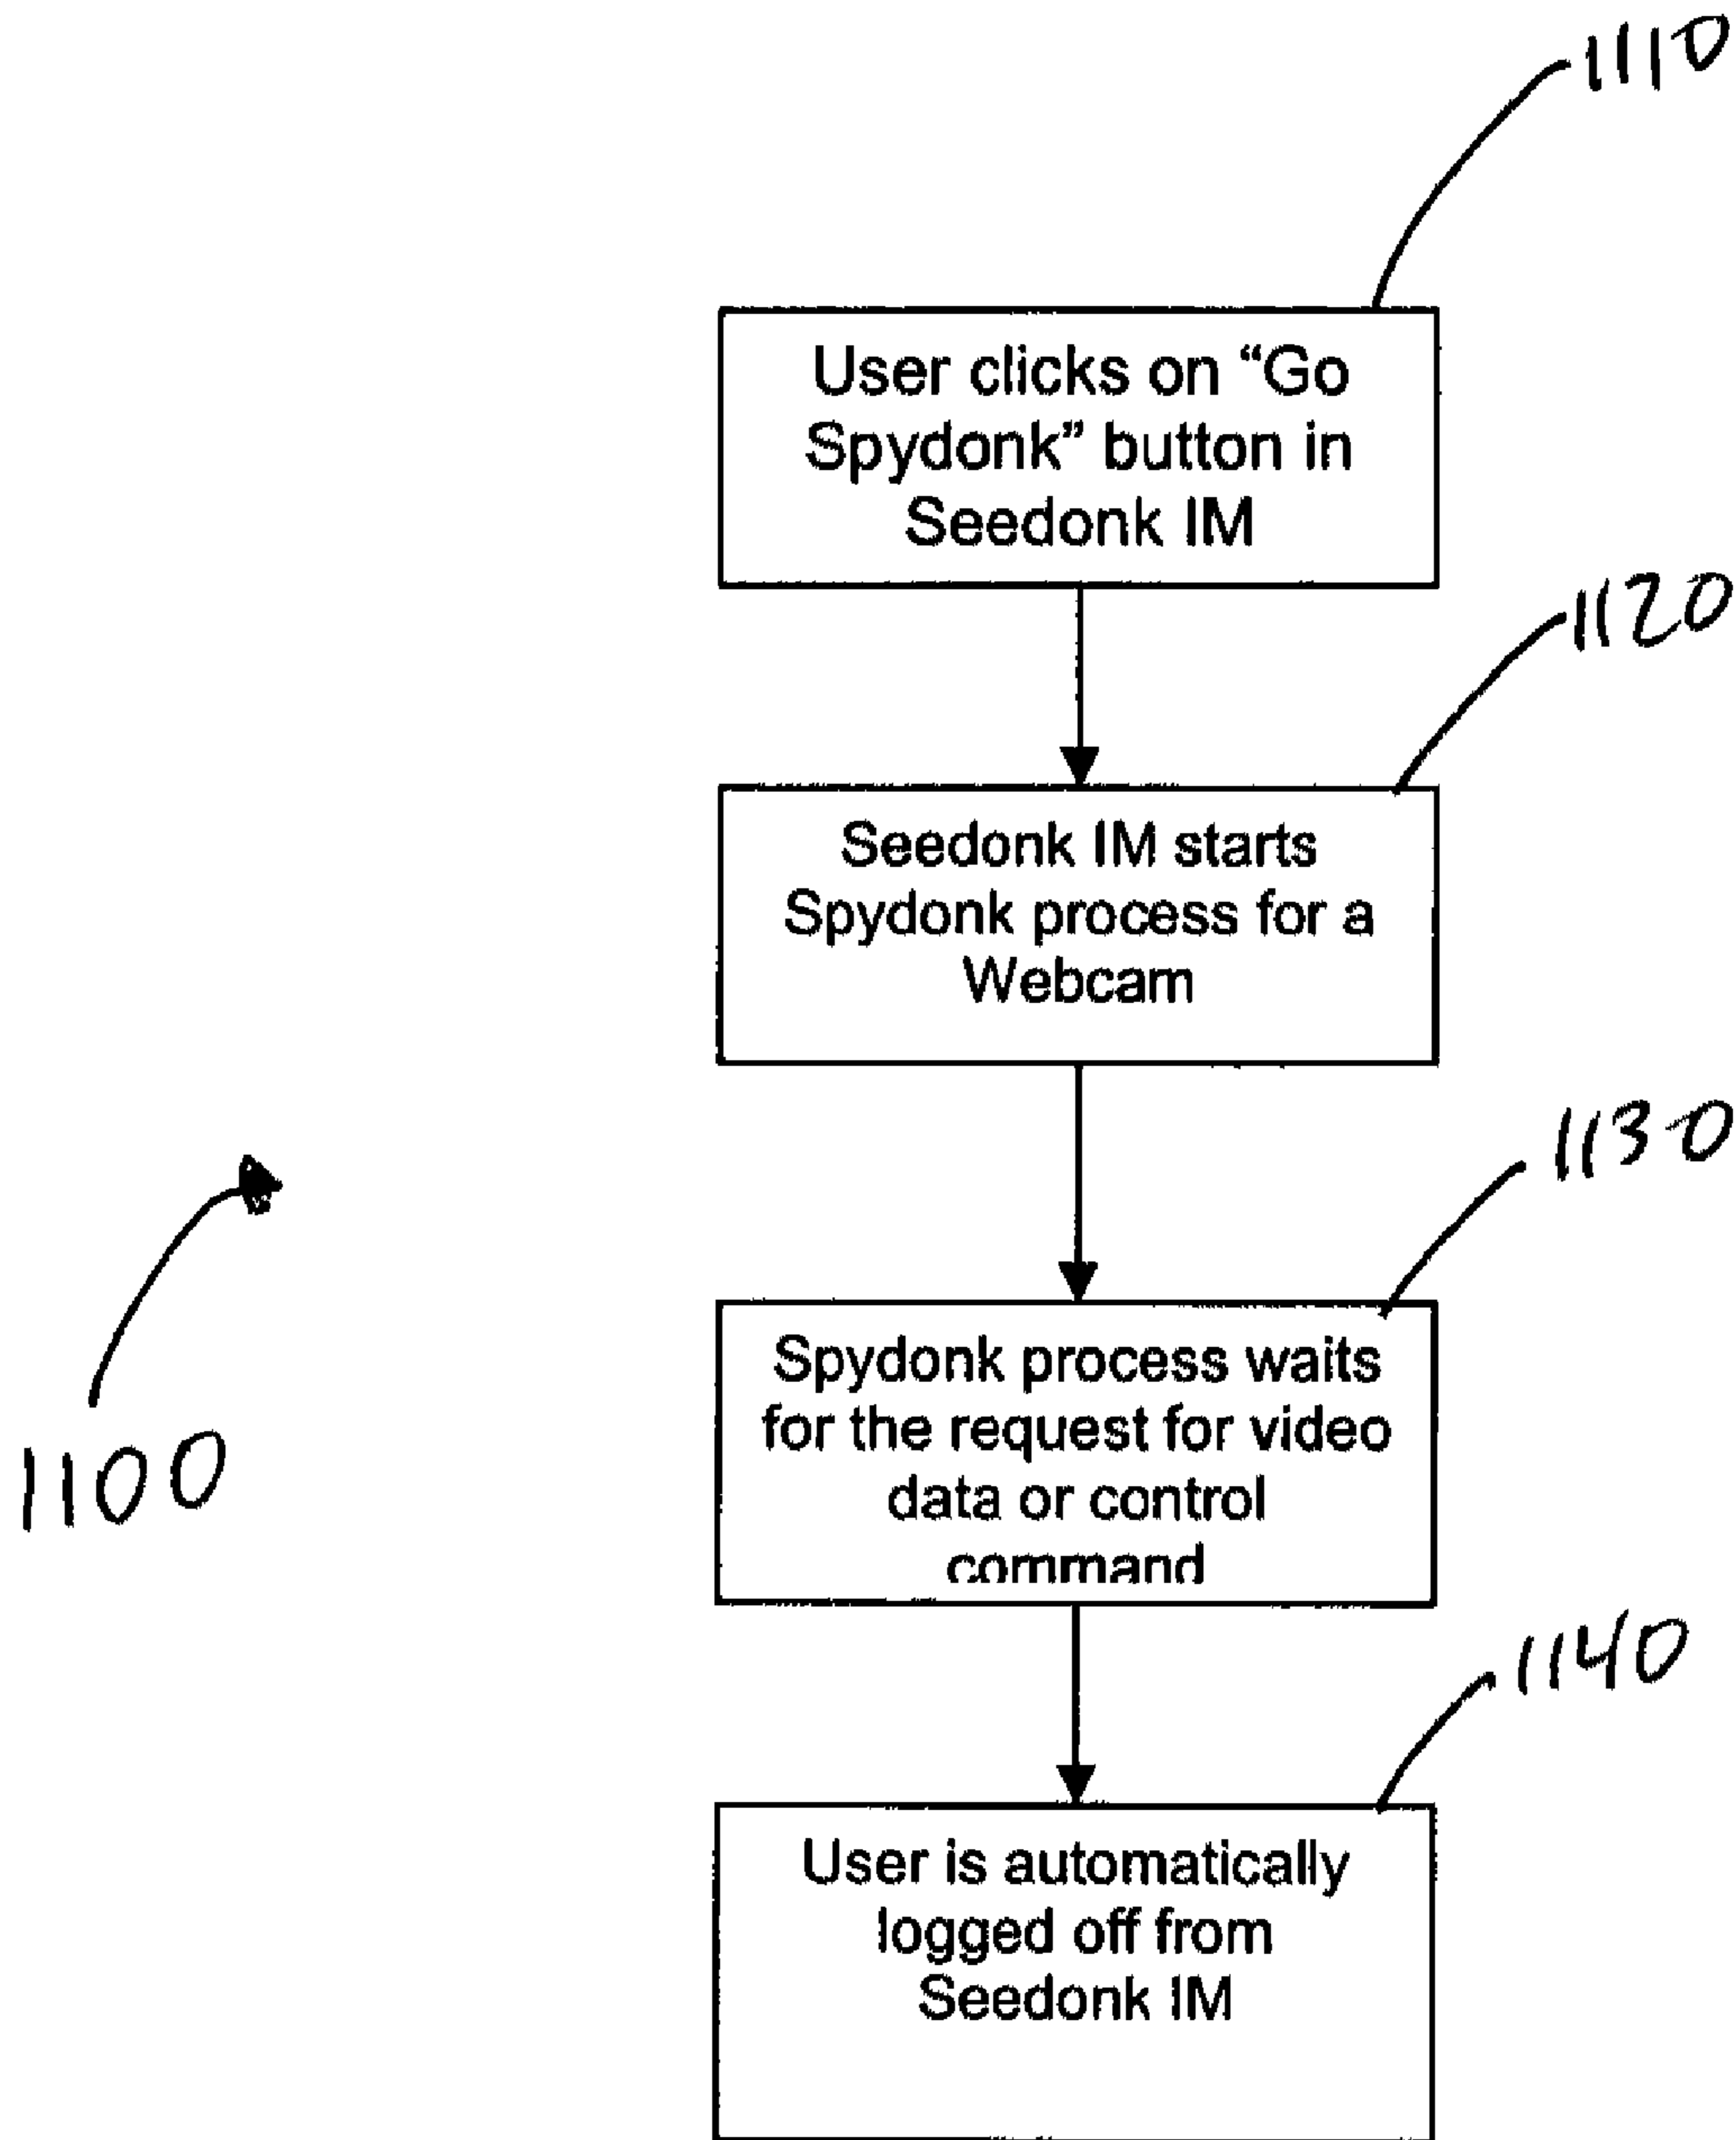 1110
User clicks on “Go
Spydonk” button in
Seedonk IM
1120
Seedonk IM starts
Spydonk process for a
Webcam
1130
Spydonk process waits
for the request for video
data or control
command
1100
1140
User is automatically
logged off from
Seedonk IM